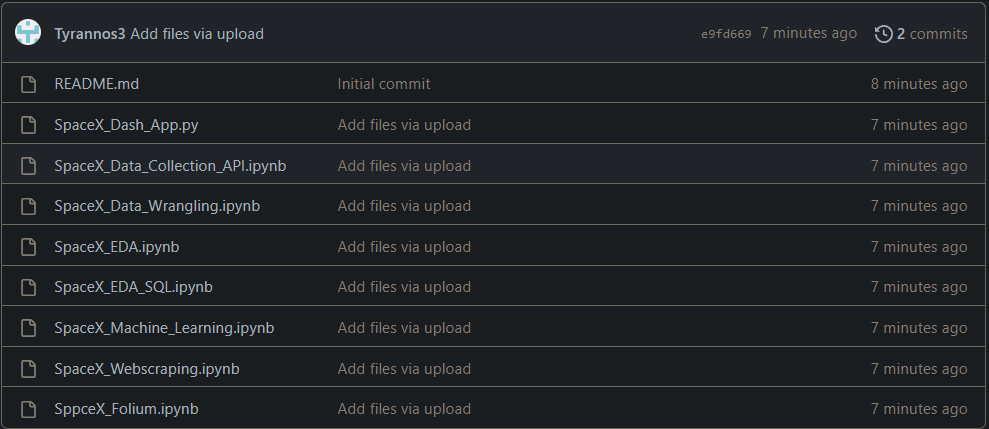 Tyrannos3 Add files via upload e9fd669 7 minutes ago 2 commits
README.md Initial commit 8 minutes ago
SpaceX_Dash_App.py Add files via upload 7 minutes ago
SpaceX_Data_Collection_API.ipynb Add files via upload 7 minutes ago
SpaceX_Data_Wrangling.ipynb Add files via upload 7 minutes ago
SpaceX_EDA.ipynb Add files via upload 7 minutes ago
SpaceX_EDA_SQL.ipynb Add files via upload 7 minutes ago
SpaceX_Machine_Learning.ipynb Add files via upload 7 minutes ago
SpaceX_Webscraping.ipynb Add files via upload 7 minutes ago
SppceX_Folium.ipynb Add files via upload 7 minutes ago